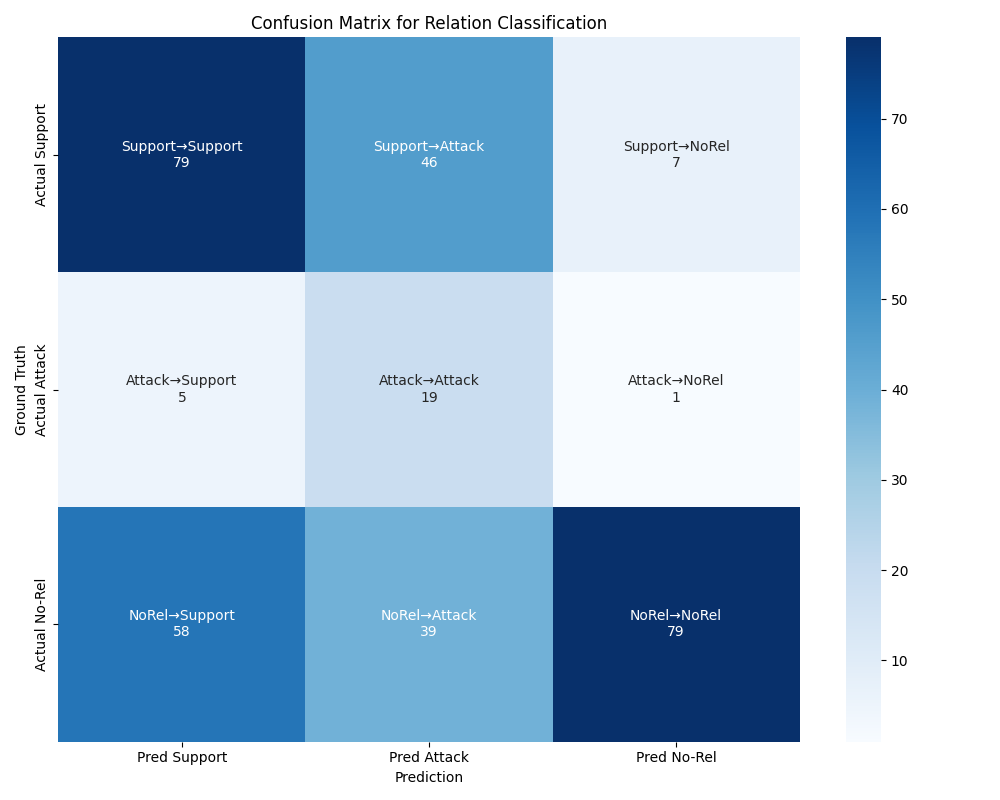 Confusion Matrix for Relation Classification
Ground Truth
Actual Support
Support→Support
79
Support→Attack
46
Support→NoRel
7
Actual Attack
Attack→Support
5
Attack→Attack
19
Attack→NoRel
1
Actual No-Rel
NoRel→Support
58
NoRel→Attack
39
NoRel→NoRel
79
Pred Support
Pred Attack
Pred No-Rel
Prediction
70
60
50
40
30
20
10